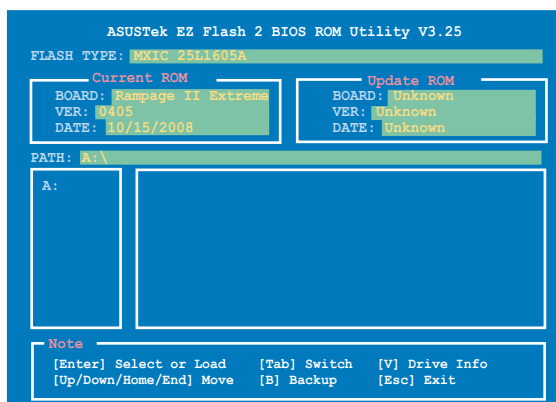 ASUSTek EZ Flash 2 BIOS ROM Utility V3.25
FLASH TYPE: MXIC 25L1605A
Current ROM
BOARD: Rampage II Extreme
VER: 0405
DATE: 10/15/2008
Update ROM
BOARD: Unknown
VER: Unknown
DATE: Unknown
PATH: A:\
A:
Note
[Enter] Select or Load [Tab] Switch [V] Drive Info
[Up/Down/Home/End] Move [B] Backup [Esc] Exit